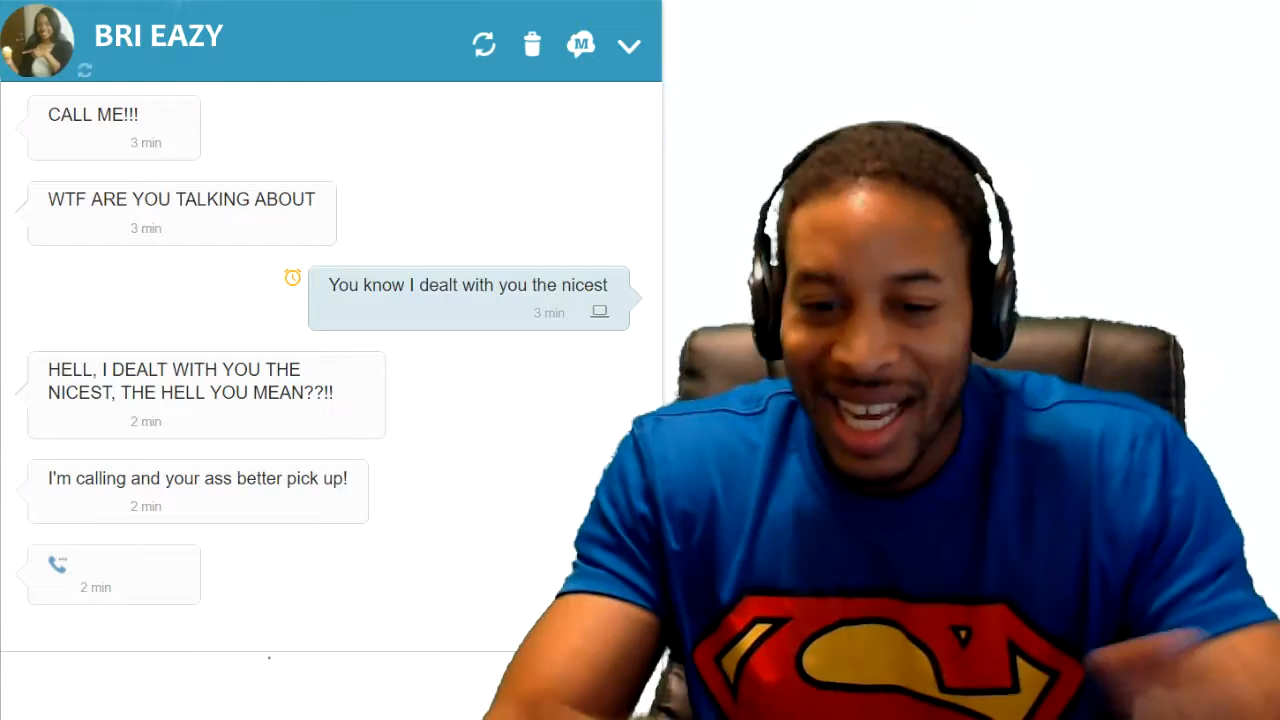 BRI EAZY
M
CALL ME!!!
3 min
WTF ARE YOU TALKING ABOUT
3 min
You know I dealt with you the nicest
3 min
HELL, I DEALT WITH YOU THE
NICEST, THE HELL YOU MEAN??!!
2 min
I'm calling and your ass better pick up!
2 min
2 min